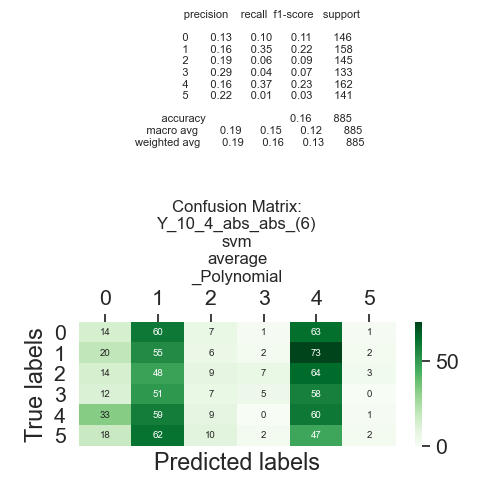 precision recall f1-score support
0 0.13 0.10 0.11 146
1 0.16 0.35 0.22 158
2 0.19 0.06 0.09 145
3 0.29 0.04 0.07 133
4 0.16 0.37 0.23 162
5 0.22 0.01 0.03 141
accuracy 0.16 885
macro avg 0.19 0.15 0.12 885
weighted avg 0.19 0.16 0.13 885
Confusion Matrix:
Y_10_4_abs_abs_(6)
svm
average
_Polynomial
0 1 2 3 4 5
0 14 60 7 1 63 1
1 20 55 6 2 73 2
2 14 48 9 7 64 3
3 12 51 7 5 58 0
4 33 59 9 0 60 1
5 18 62 10 2 47 2
True labels
Predicted labels
50
0